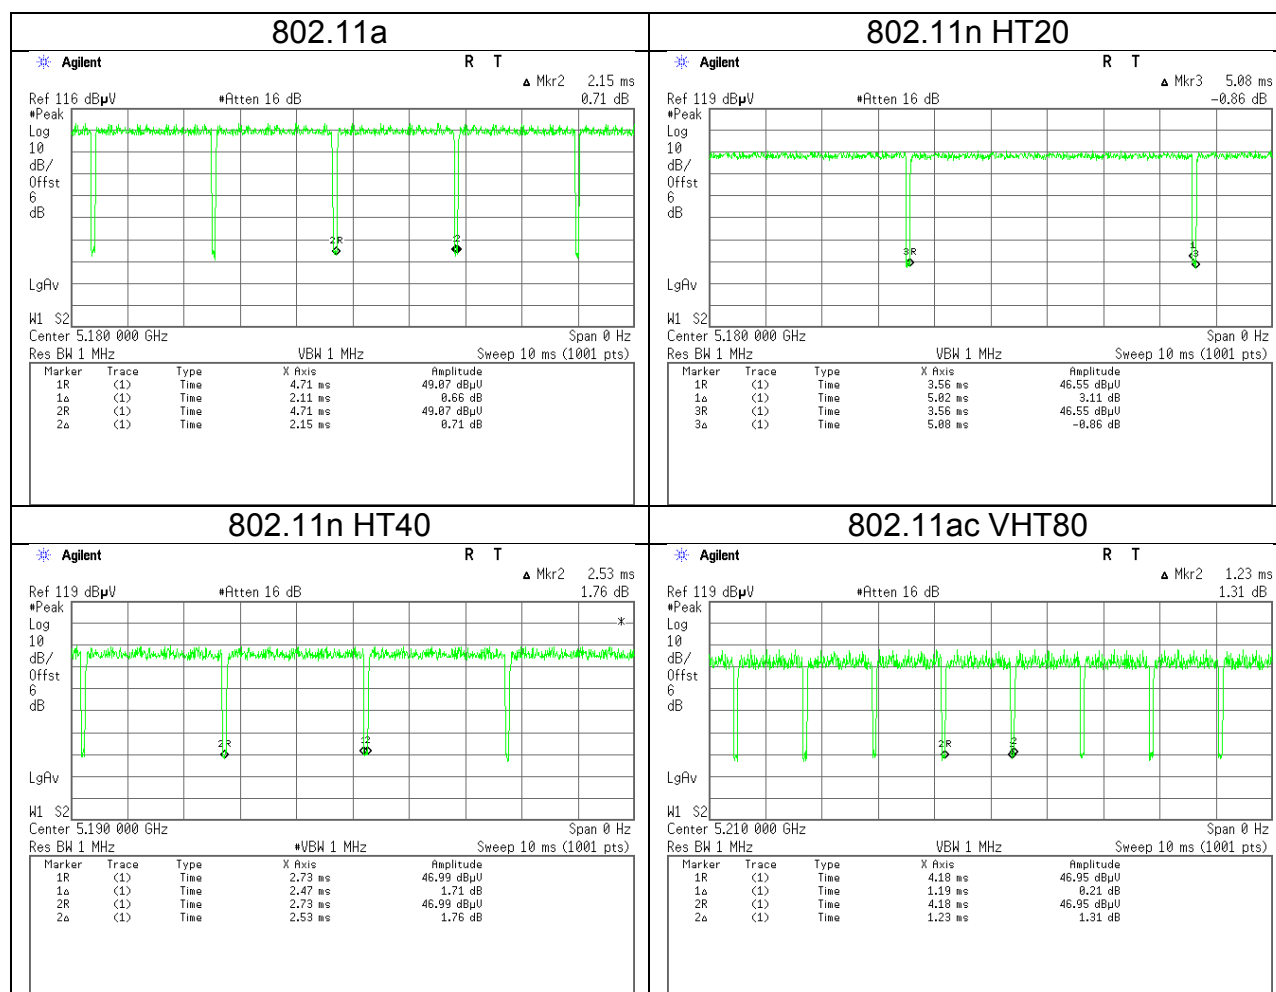 802.11a
Agilent R T
Δ Mkr2 2.15 ms
Ref 116 dBµV #Atten 16 dB 0.71 dB
#Peak
Log
10
dB/
Offst
6
dB
2R 2
LgAv
W1 S2
Center 5.180 000 GHz Span 0 Hz
Res BW 1 MHz VBW 1 MHz Sweep 10 ms (1001 pts)
Marker Trace Type X Axis Amplitude
1R (1) Time 4.71 ms 49.07 dBµV
1Δ (1) Time 2.11 ms 0.66 dB
2R (1) Time 4.71 ms 49.07 dBµV
2Δ (1) Time 2.15 ms 0.71 dB
802.11n HT20
Agilent R T
Δ Mkr3 5.08 ms
Ref 119 dBµV #Atten 16 dB -0.86 dB
#Peak
Log
10
dB/
Offst
6
dB
1
3R 3
LgAv
W1 S2
Center 5.180 000 GHz Span 0 Hz
Res BW 1 MHz VBW 1 MHz Sweep 10 ms (1001 pts)
Marker Trace Type X Axis Amplitude
1R (1) Time 3.56 ms 46.55 dBµV
1Δ (1) Time 5.02 ms 3.11 dB
3R (1) Time 3.56 ms 46.55 dBµV
3Δ (1) Time 5.08 ms -0.86 dB
802.11n HT40
Agilent R T
Δ Mkr2 2.53 ms
Ref 119 dBµV #Atten 16 dB 1.76 dB
#Peak
Log
10
dB/
Offst
6
dB
*
2R 2
LgAv
W1 S2
Center 5.190 000 GHz Span 0 Hz
Res BW 1 MHz #VBW 1 MHz Sweep 10 ms (1001 pts)
Marker Trace Type X Axis Amplitude
1R (1) Time 2.73 ms 46.99 dBµV
1Δ (1) Time 2.47 ms 1.71 dB
2R (1) Time 2.73 ms 46.99 dBµV
2Δ (1) Time 2.53 ms 1.76 dB
802.11ac VHT80
Agilent R T
Δ Mkr2 1.23 ms
Ref 119 dBµV #Atten 16 dB 1.31 dB
#Peak
Log
10
dB/
Offst
6
dB
2R 2
LgAv
W1 S2
Center 5.210 000 GHz Span 0 Hz
Res BW 1 MHz VBW 1 MHz Sweep 10 ms (1001 pts)
Marker Trace Type X Axis Amplitude
1R (1) Time 4.18 ms 46.95 dBµV
1Δ (1) Time 1.19 ms 0.21 dB
2R (1) Time 4.18 ms 46.95 dBµV
2Δ (1) Time 1.23 ms 1.31 dB